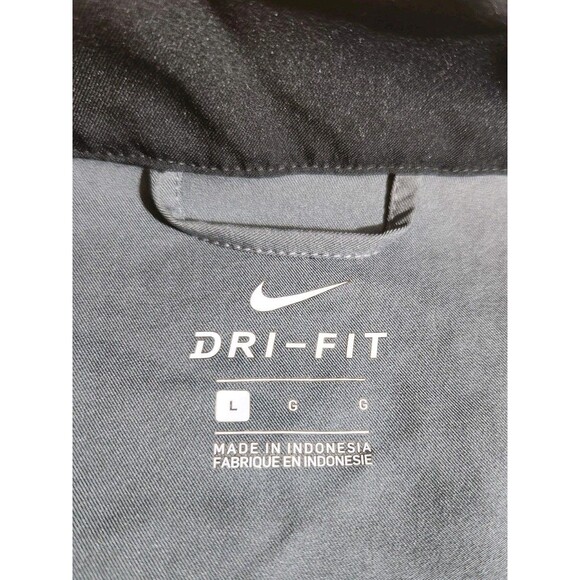 DRI-FIT
L G G
MADE IN INDONESIA
FABRIQUE EN INDONESIE